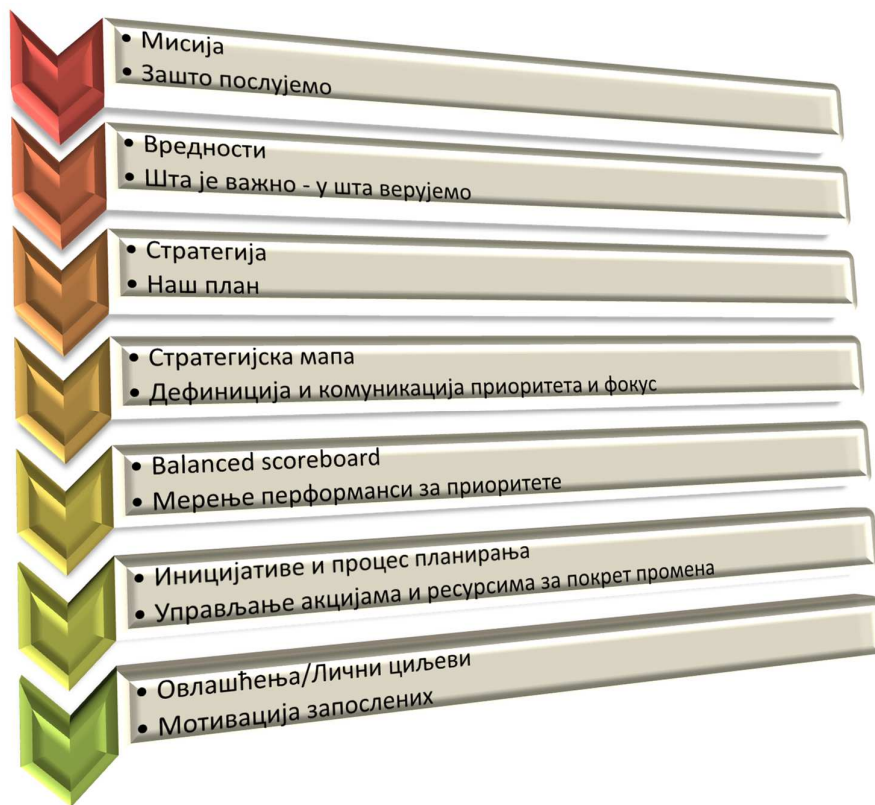 • Мисија
• Зашто послујемо
• Вредности
• Шта је важно - у шта верујемо
• Стратегија
• Наш план
• Стратегијска мапа
• Дефиниција и комуникација приоритета и фокус
• Balanced scoreboard
• Мерење перформанси за приоритете
• Иницијативе и процес планирања
• Управљање акцијама и ресурсима за покрет промена
• Овлашћења/Лични циљеви
• Мотивација запослених